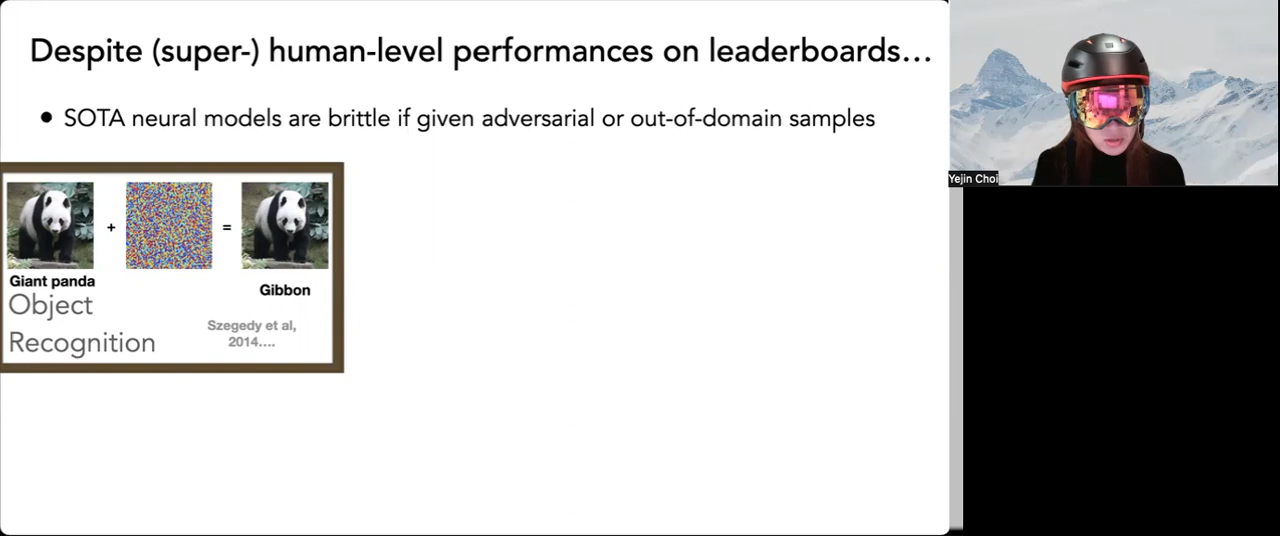 Despite (super-) human-level performances on leaderboards…
● SOTA neural models are brittle if given adversarial or out-of-domain samples
+
=
Giant panda
Gibbon
Object
Recognition
Szegedy et al,
2014....
Yejin Choi